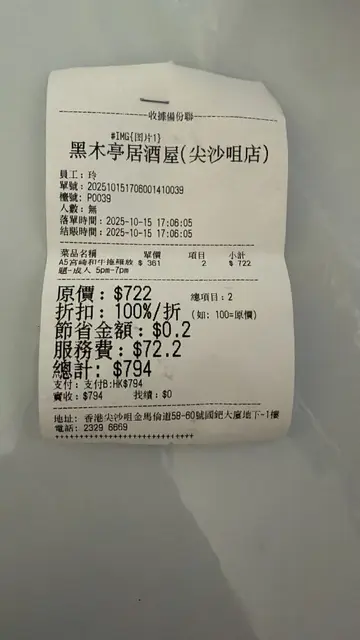 收據備份聯
#IMG{图片1}
黑木亭居酒屋(尖沙咀店)
員工：玲
單號：2025101517060014100​39
檯號：P0039
人數：無
落單時間：2025-10-15 17:06:05
結賬時間：2025-10-15 17:06:05
菜品名稱 單價 項目 小計
A5宮崎和牛拖羅放 $ 361 2 $ 722
題-成人 5pm-7pm
原價：$722 總項目：2
折扣：100%/折 (如: 100=原價)
節省金額：$0.2
服務費：$72.2
總計：$794
支付：支付B:HK$794
實收：$794 找續：$0
地址: 香港尖沙咀金馬倫道58-60號國鈀大廈地下-1樓
電話: 2329 6669